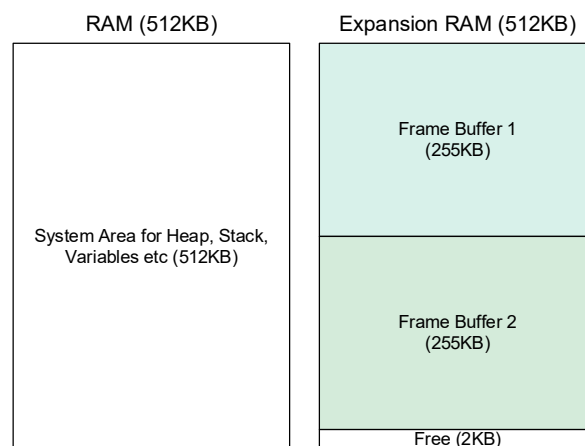 RAM (512KB)
Expansion RAM (512KB)
System Area for Heap, Stack,
Variables etc (512KB)
Frame Buffer 1
(255KB)
Frame Buffer 2
(255KB)
Free (2KB)